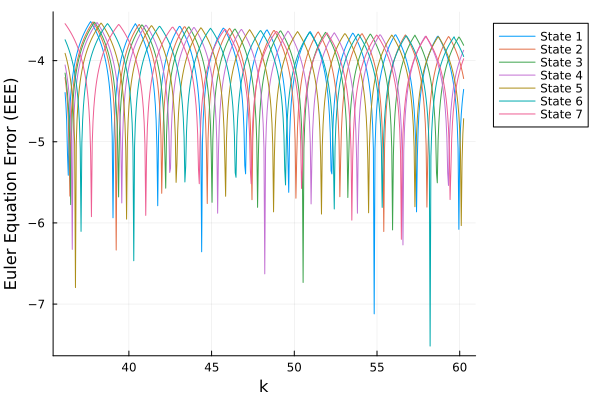 Euler Equation Error (EEE)
−4
−5
−6
−7
40
45
50
55
60
k
State 1
State 2
State 3
State 4
State 5
State 6
State 7